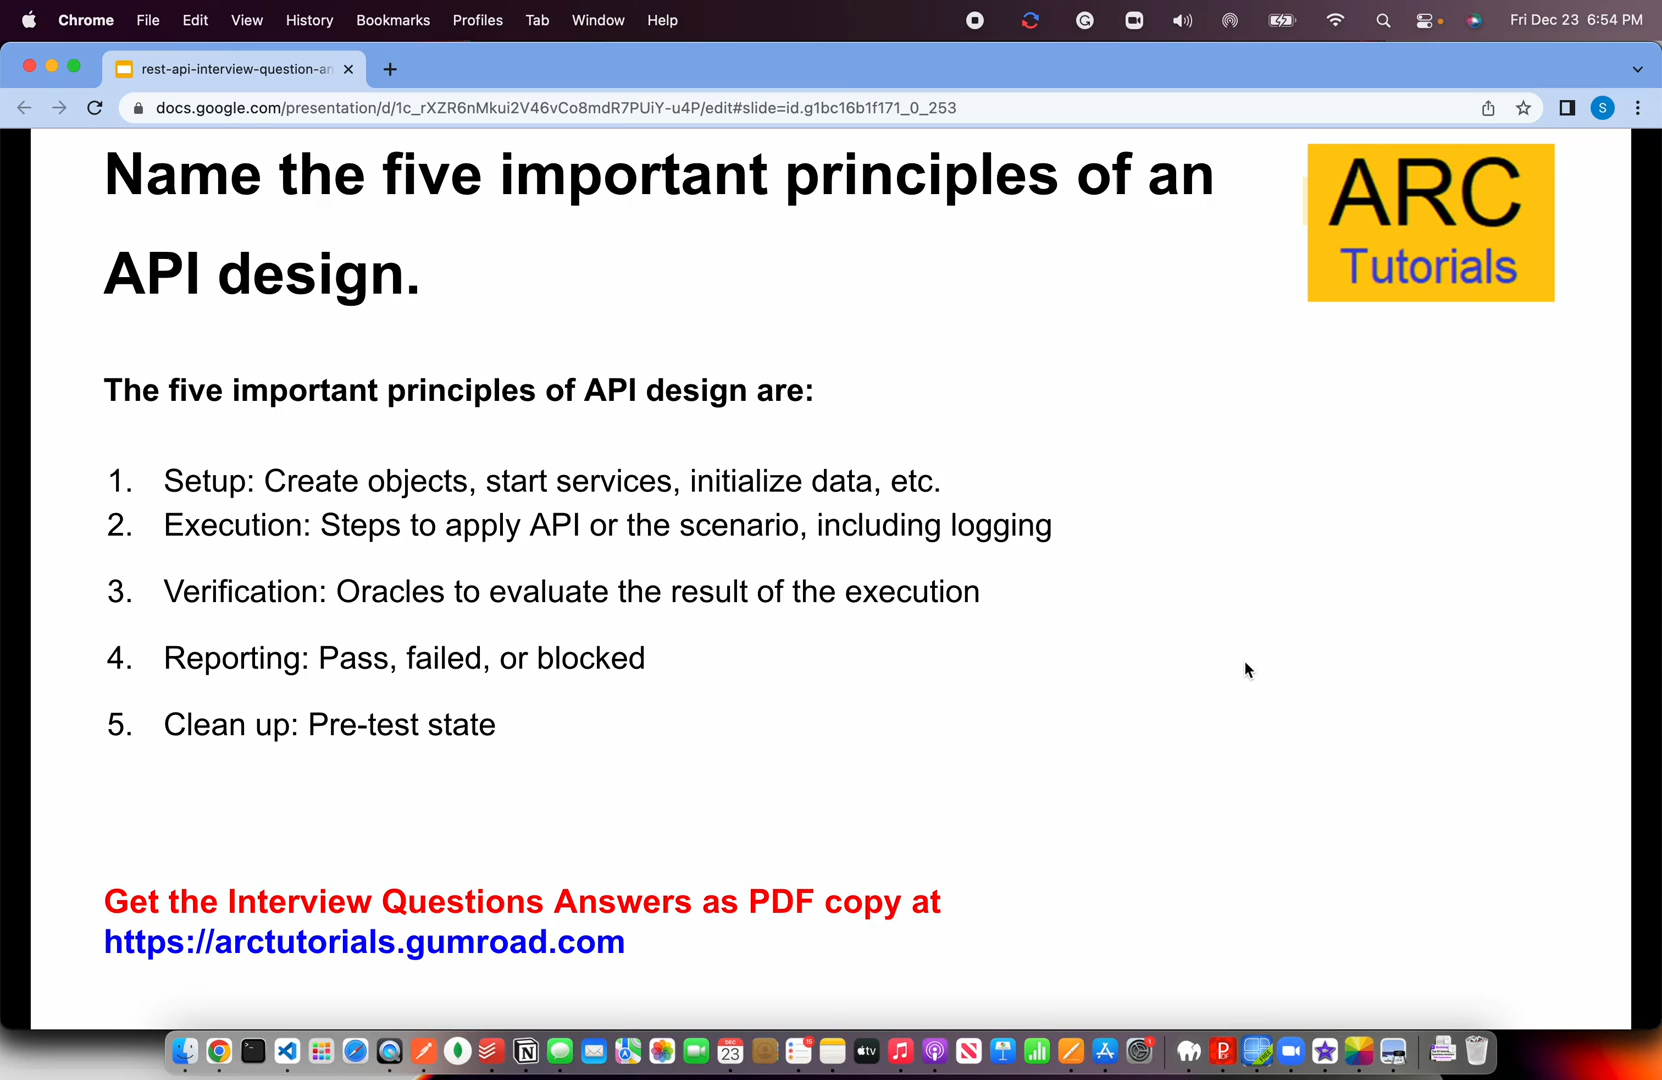 Chrome File Edit View History Bookmarks Profiles Tab Window Help Fri Dec 23 6:54 PM
rest-api-interview-question-an
docs.google.com/presentation/d/1c_rXZR6nMkui2V46vCo8mdR7PUiY-u4P/edit#slide=id.g1bc16b1f171_0_253
S
Name the five important principles of an
API design.
ARC
Tutorials
The five important principles of API design are:
1. Setup: Create objects, start services, initialize data, etc.
2. Execution: Steps to apply API or the scenario, including logging
3. Verification: Oracles to evaluate the result of the execution
4. Reporting: Pass, failed, or blocked
5. Clean up: Pre-test state
Get the Interview Questions Answers as PDF copy at
https://arctutorials.gumroad.com
DEC
23
tv